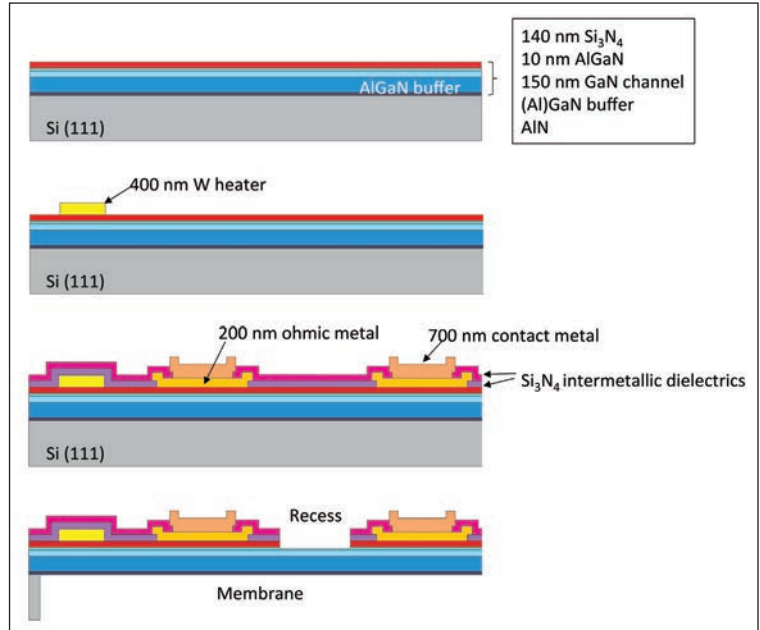 140 nm Si₃N₄
10 nm AlGaN
150 nm GaN channel
(Al)GaN buffer
AlN
AlGaN buffer
Si (111)
400 nm W heater
Si (111)
200 nm ohmic metal
700 nm contact metal
Si₃N₄ intermetallic dielectrics
Si (111)
Recess
Membrane